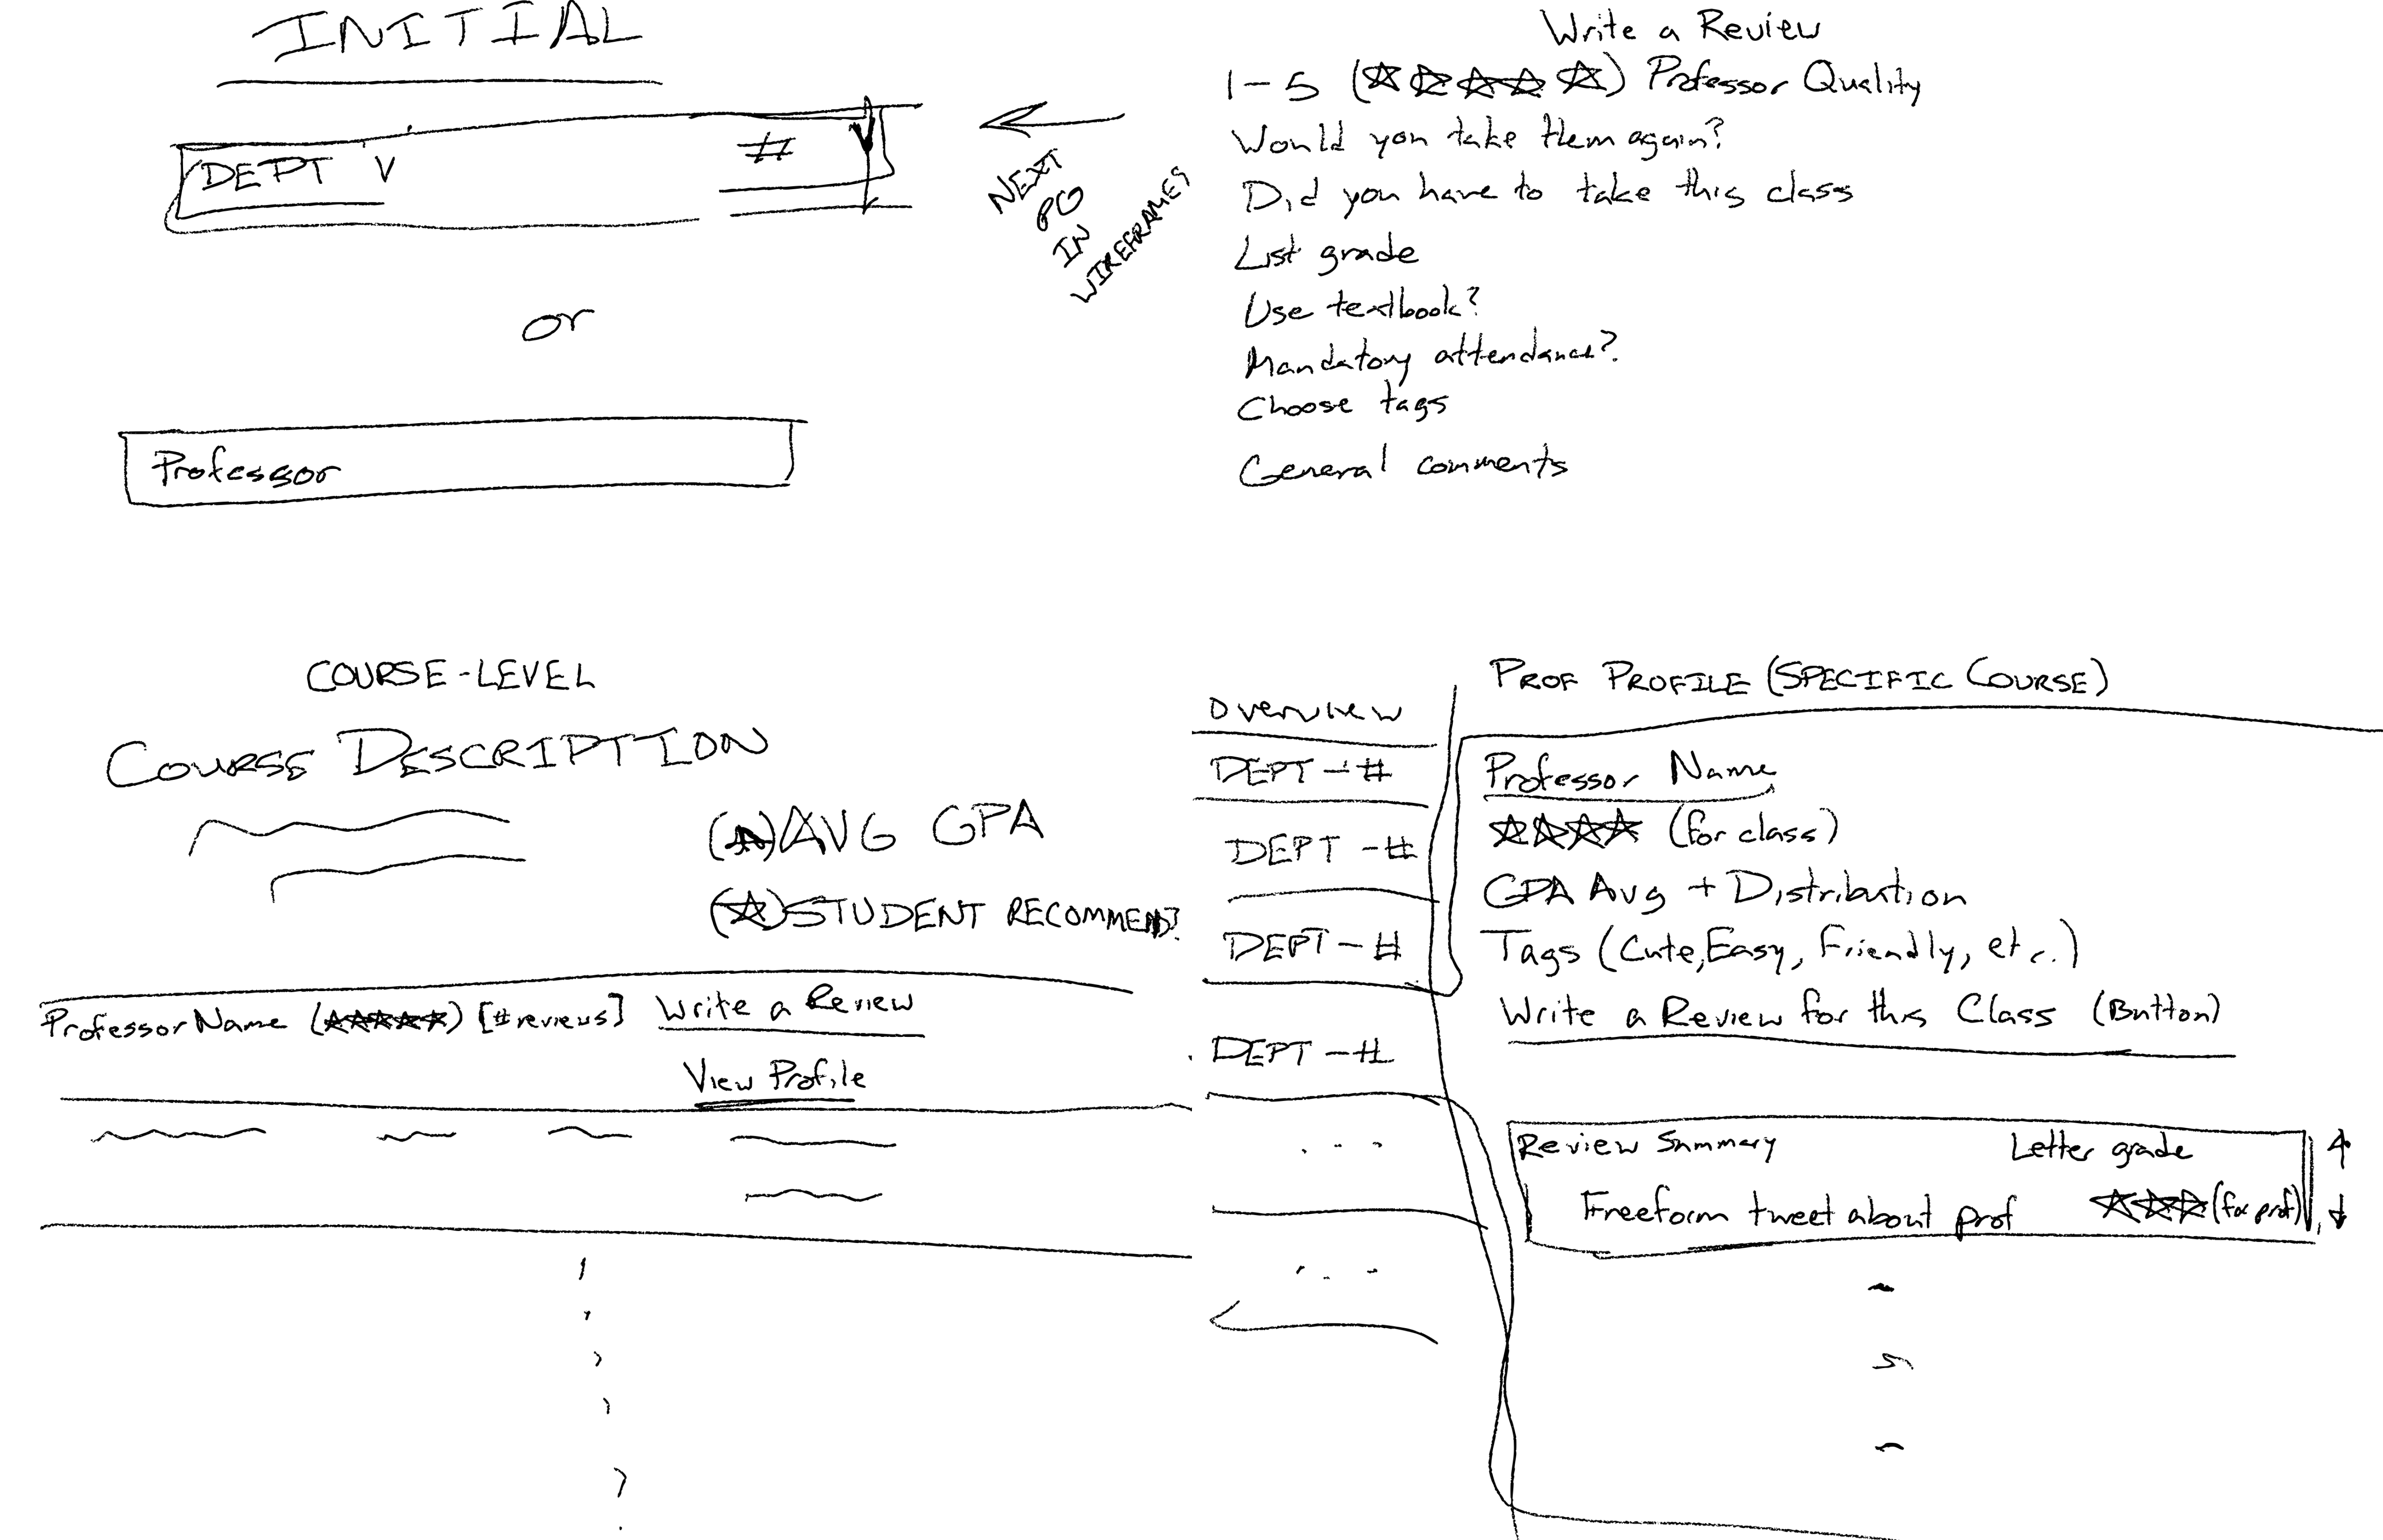 INITIAL
DEPT V #
or
Professor
NEXT
PG
IN
WIREFRAMES
Write a Review
1-5 (☆☆☆☆☆) Professor Quality
Would you take them again?
Did you have to take this class
List grade
Use textbook?
Mandatory attendance?
Choose tags
General comments
COURSE-LEVEL
COURSE DESCRIPTION
AVG GPA
(☆) STUDENT RECOMMEND?
Professor Name (☆☆☆☆☆) [# reviews] Write a Review
View Profile
Overview
DEPT-#
DEPT-#
DEPT-#
DEPT-#
...
...
PROF PROFILE (SPECIFIC COURSE)
Professor Name
☆☆☆☆ (for class)
GPA Avg + Distribution
Tags (Cute, Easy, Friendly, etc.)
Write a Review for this Class (Button)
Review Summary Letter grade ↑
Freeform tweet about prof ☆☆☆ (for prof) ↓